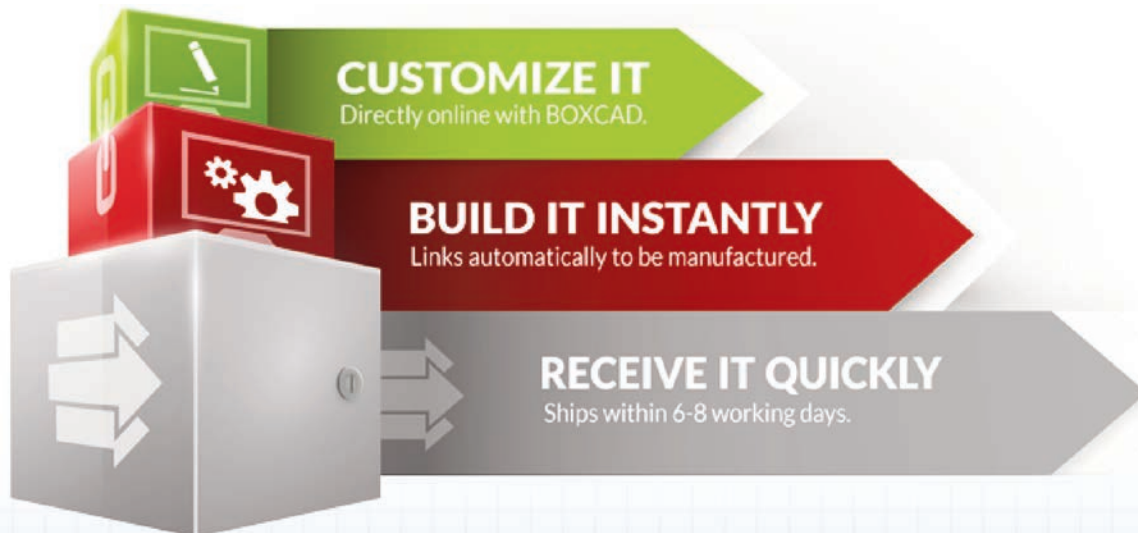 CUSTOMIZE IT
Directly online with BOXCAD.
BUILD IT INSTANTLY
Links automatically to be manufactured.
RECEIVE IT QUICKLY
Ships within 6-8 working days.